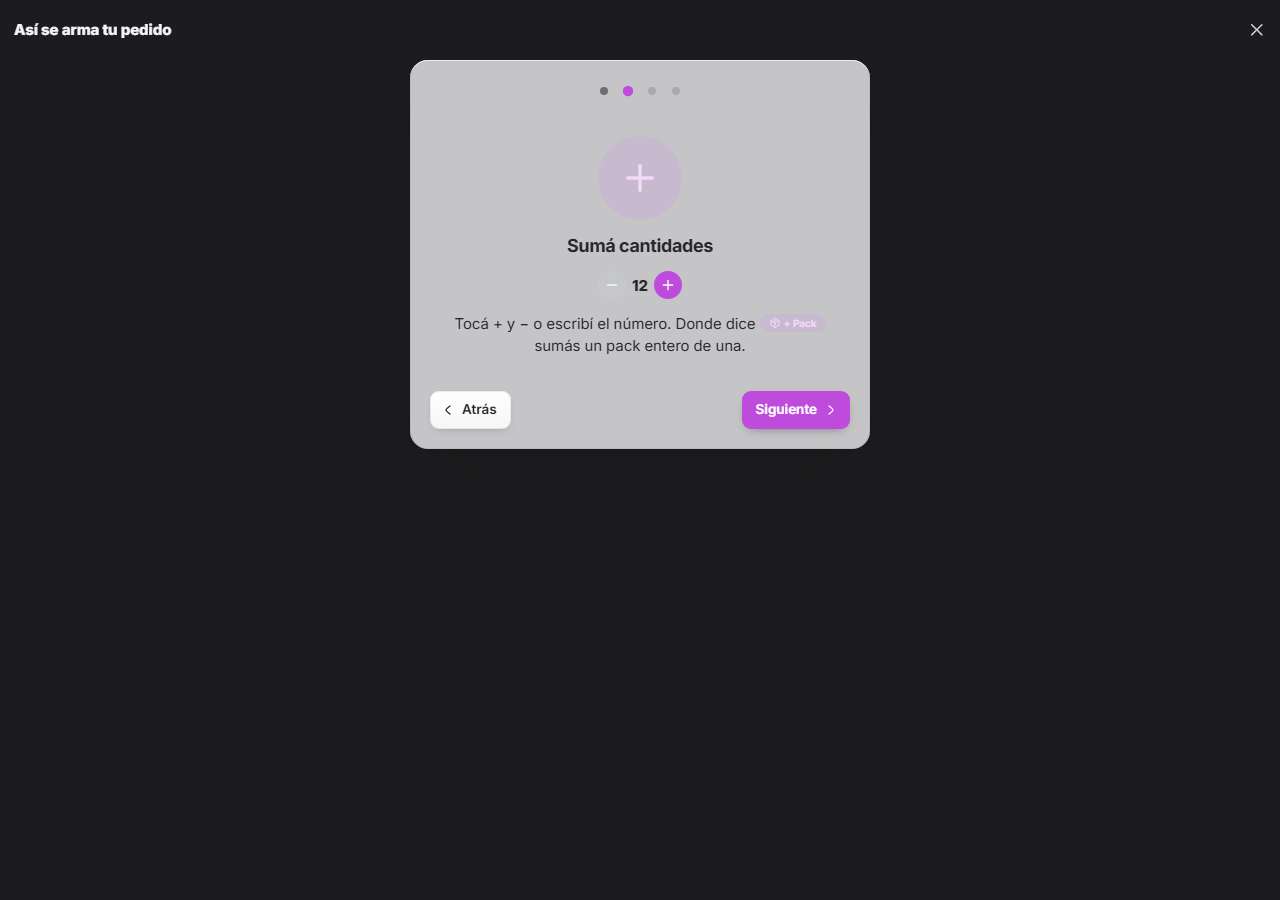 Así se arma tu pedido
Sumá cantidades
− 12 +
Tocá + y − o escribí el número. Donde dice + Pack
sumás un pack entero de una.
Atrás
Siguiente